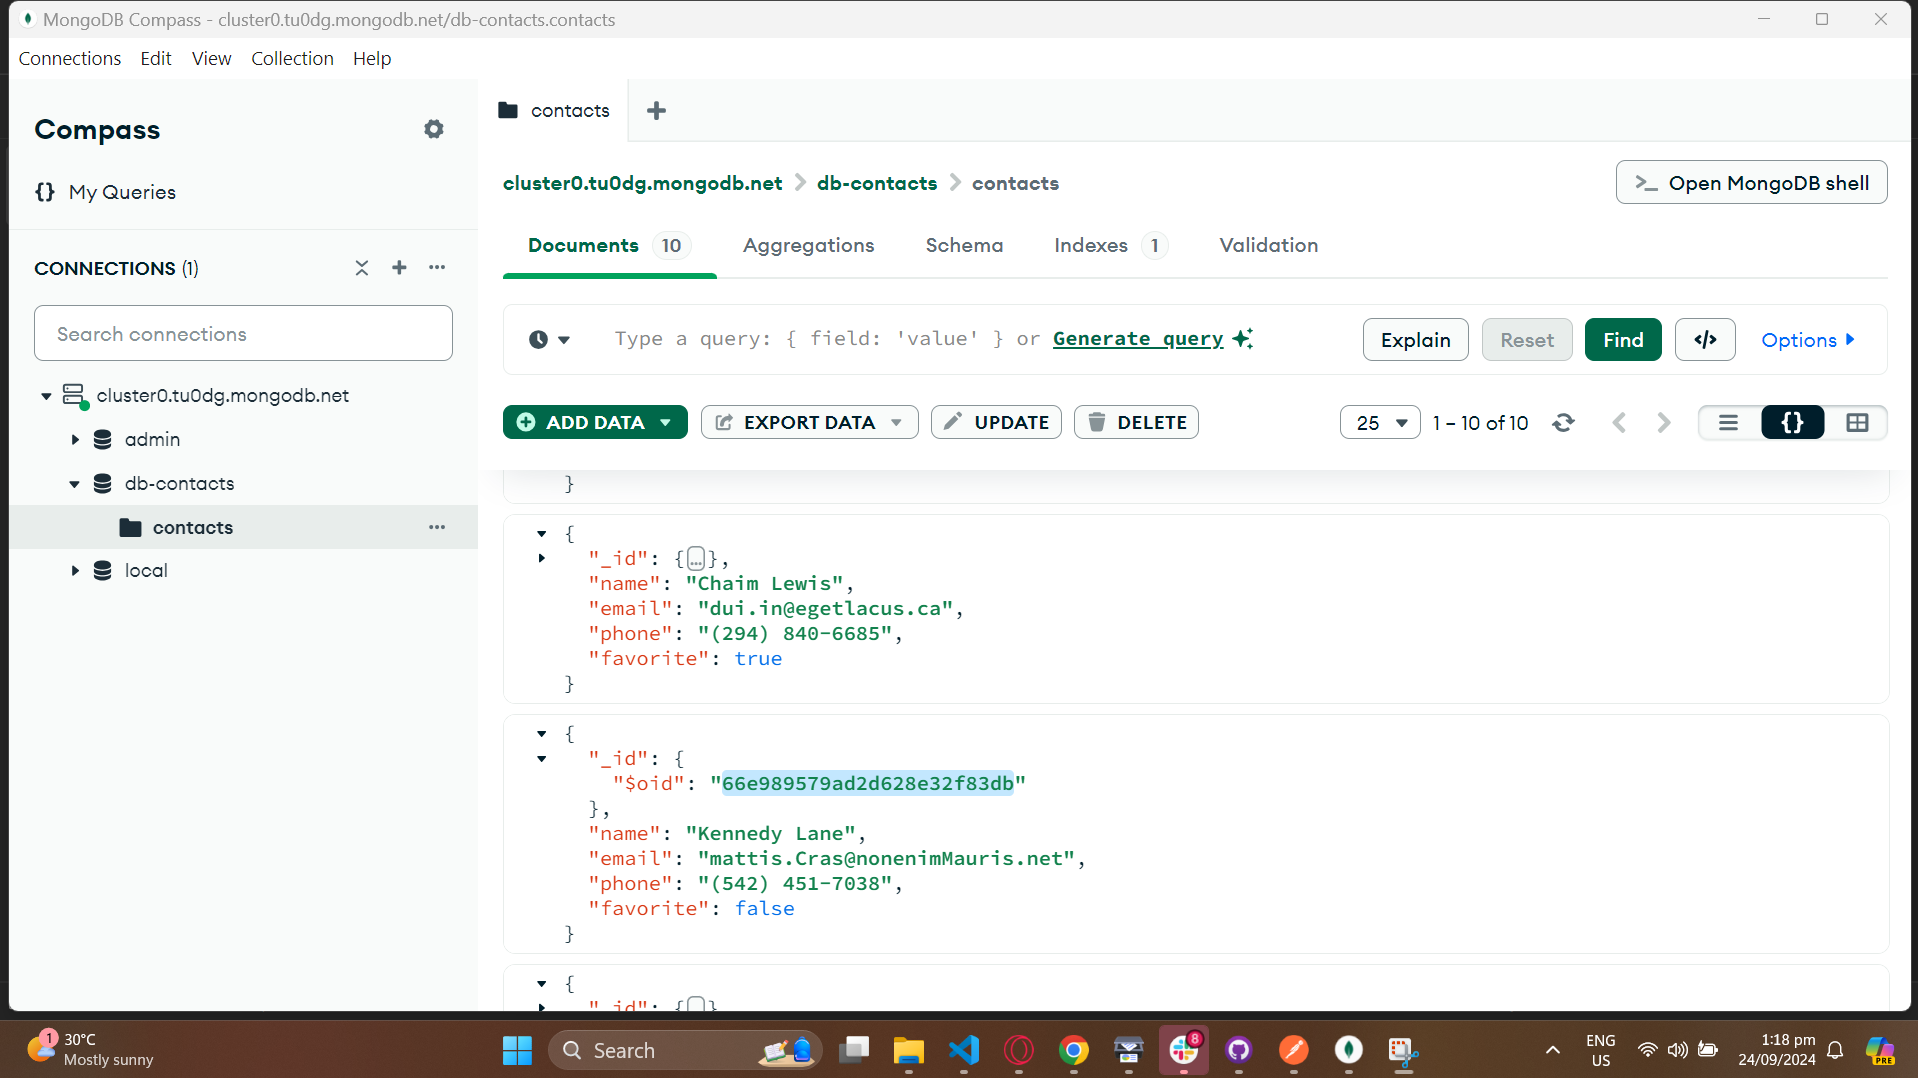 MongoDB Compass - cluster0.tu0dg.mongodb.net/db-contacts.contacts
Connections Edit View Collection Help
Compass
{} My Queries
CONNECTIONS (1)
Search connections
cluster0.tu0dg.mongodb.net
admin
db-contacts
contacts
local
contacts
cluster0.tu0dg.mongodb.net > db-contacts > contacts
>_ Open MongoDB shell
Documents 10 Aggregations Schema Indexes 1 Validation
Type a query: { field: 'value' } or Generate query
Explain Reset Find </> Options
ADD DATA EXPORT DATA UPDATE DELETE
25 1 – 10 of 10 {}
}
{
"_id": {…},
"name": "Chaim Lewis",
"email": "dui.in@egetlacus.ca",
"phone": "(294) 840-6685",
"favorite": true
}
{
"_id": {
"$oid": "66e989579ad2d628e32f83db"
},
"name": "Kennedy Lane",
"email": "mattis.Cras@nonenimMauris.net",
"phone": "(542) 451-7038",
"favorite": false
}
{
"_id": {…}
1
30°C
Mostly sunny
Search
8
ENG
US
1:18 pm
24/09/2024
PRE